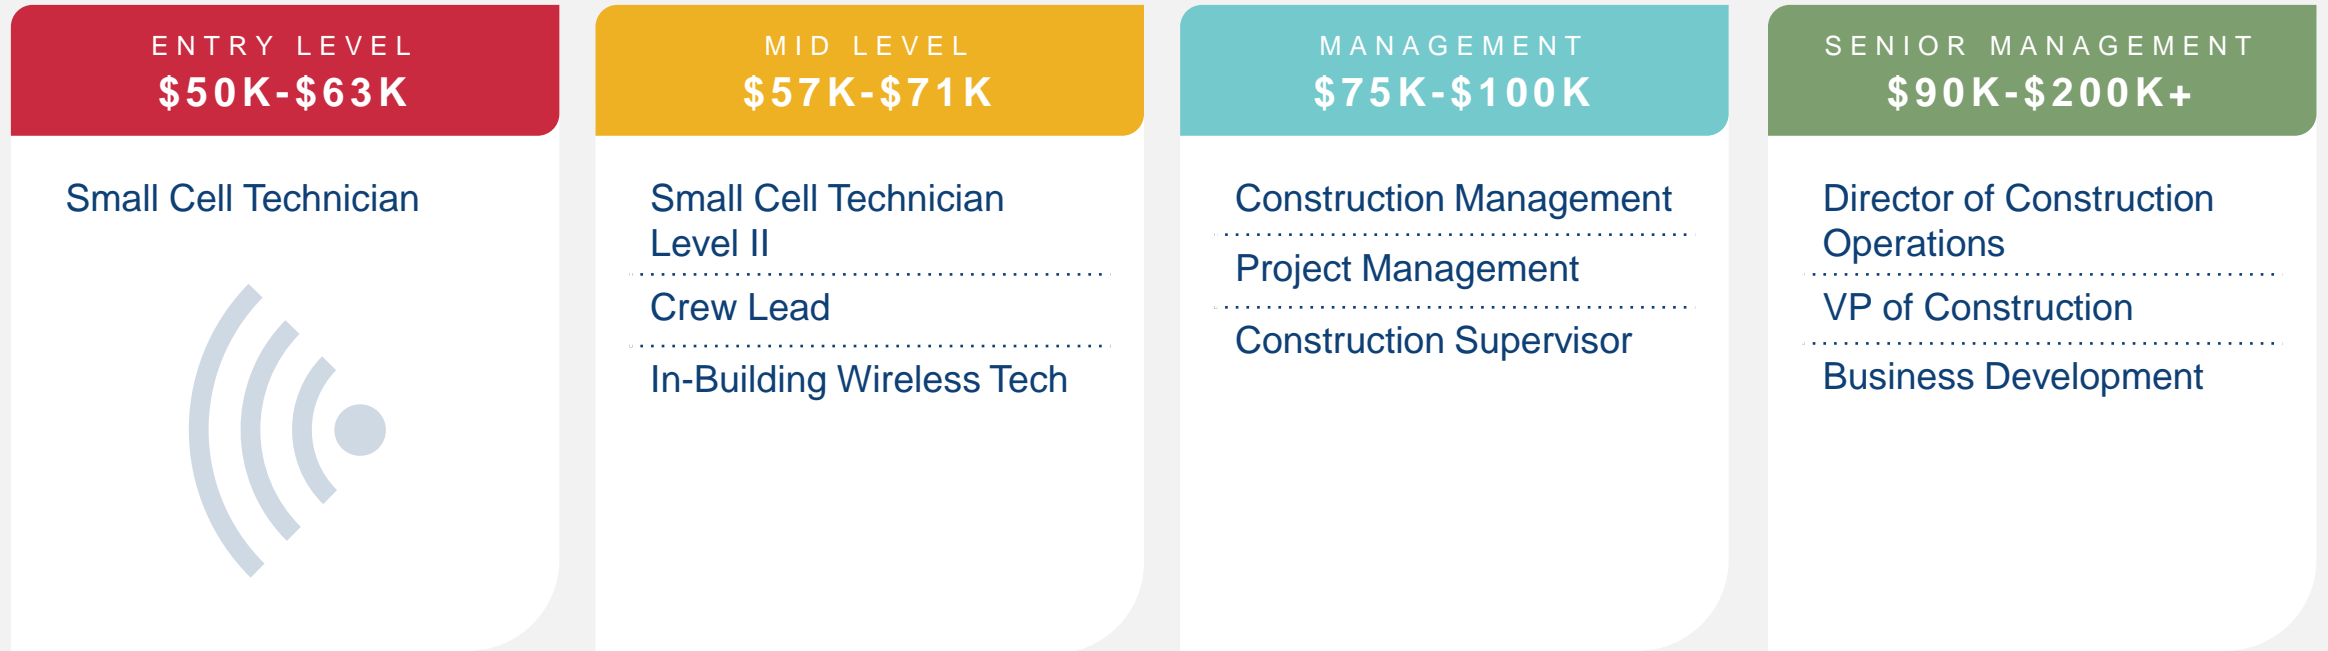 ENTRY LEVEL
$50K-$63K
Small Cell Technician
MID LEVEL
$57K-$71K
Small Cell Technician
Level II
Crew Lead
In-Building Wireless Tech
MANAGEMENT
$75K-$100K
Construction Management
Project Management
Construction Supervisor
SENIOR MANAGEMENT
$90K-$200K+
Director of Construction
Operations
VP of Construction
Business Development